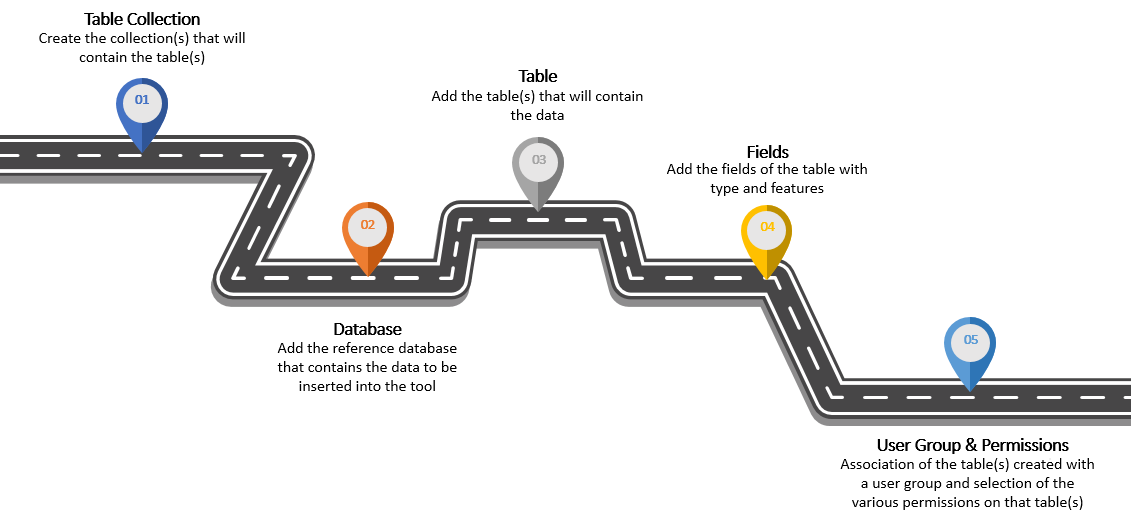 Table Collection
Create the collection(s) that will
contain the table(s)
01
02
Database
Add the reference database
that contains the data to be
inserted into the tool
Table
Add the table(s) that will contain
the data
03
Fields
Add the fields of the table with
type and features
04
05
User Group & Permissions
Association of the table(s) created with
a user group and selection of the
various permissions on that table(s)